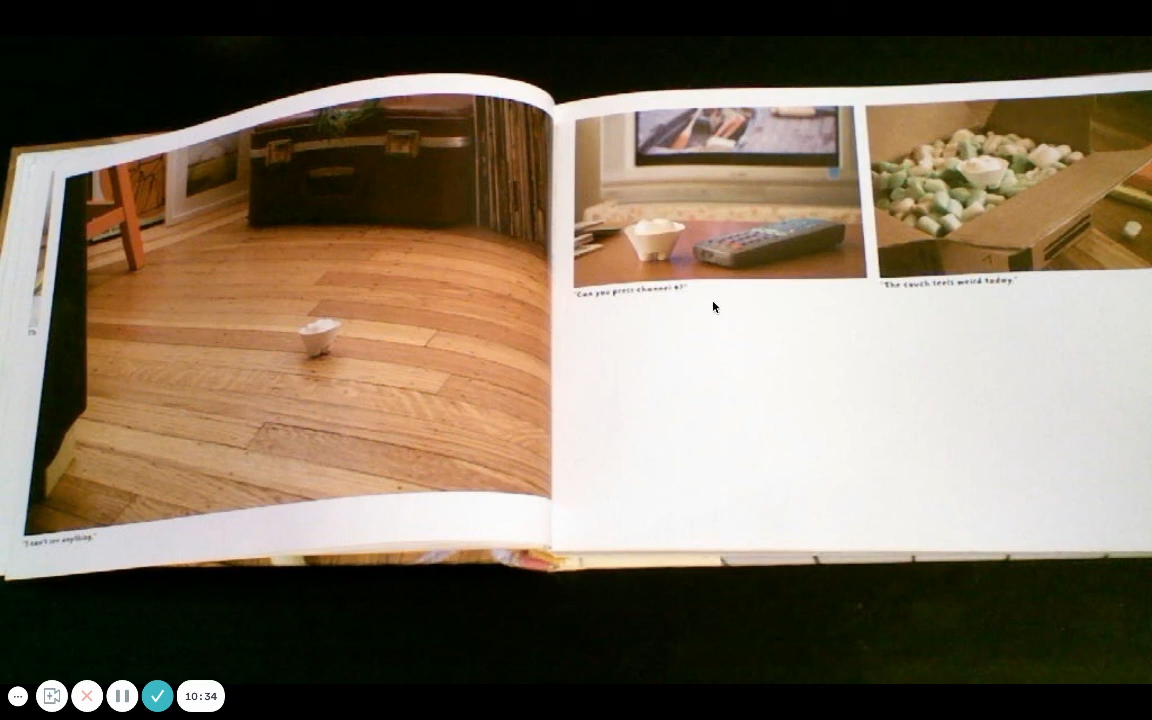 "I can't see anything."
"Can you press channel 4?"
"The couch feels weird today."
10:34